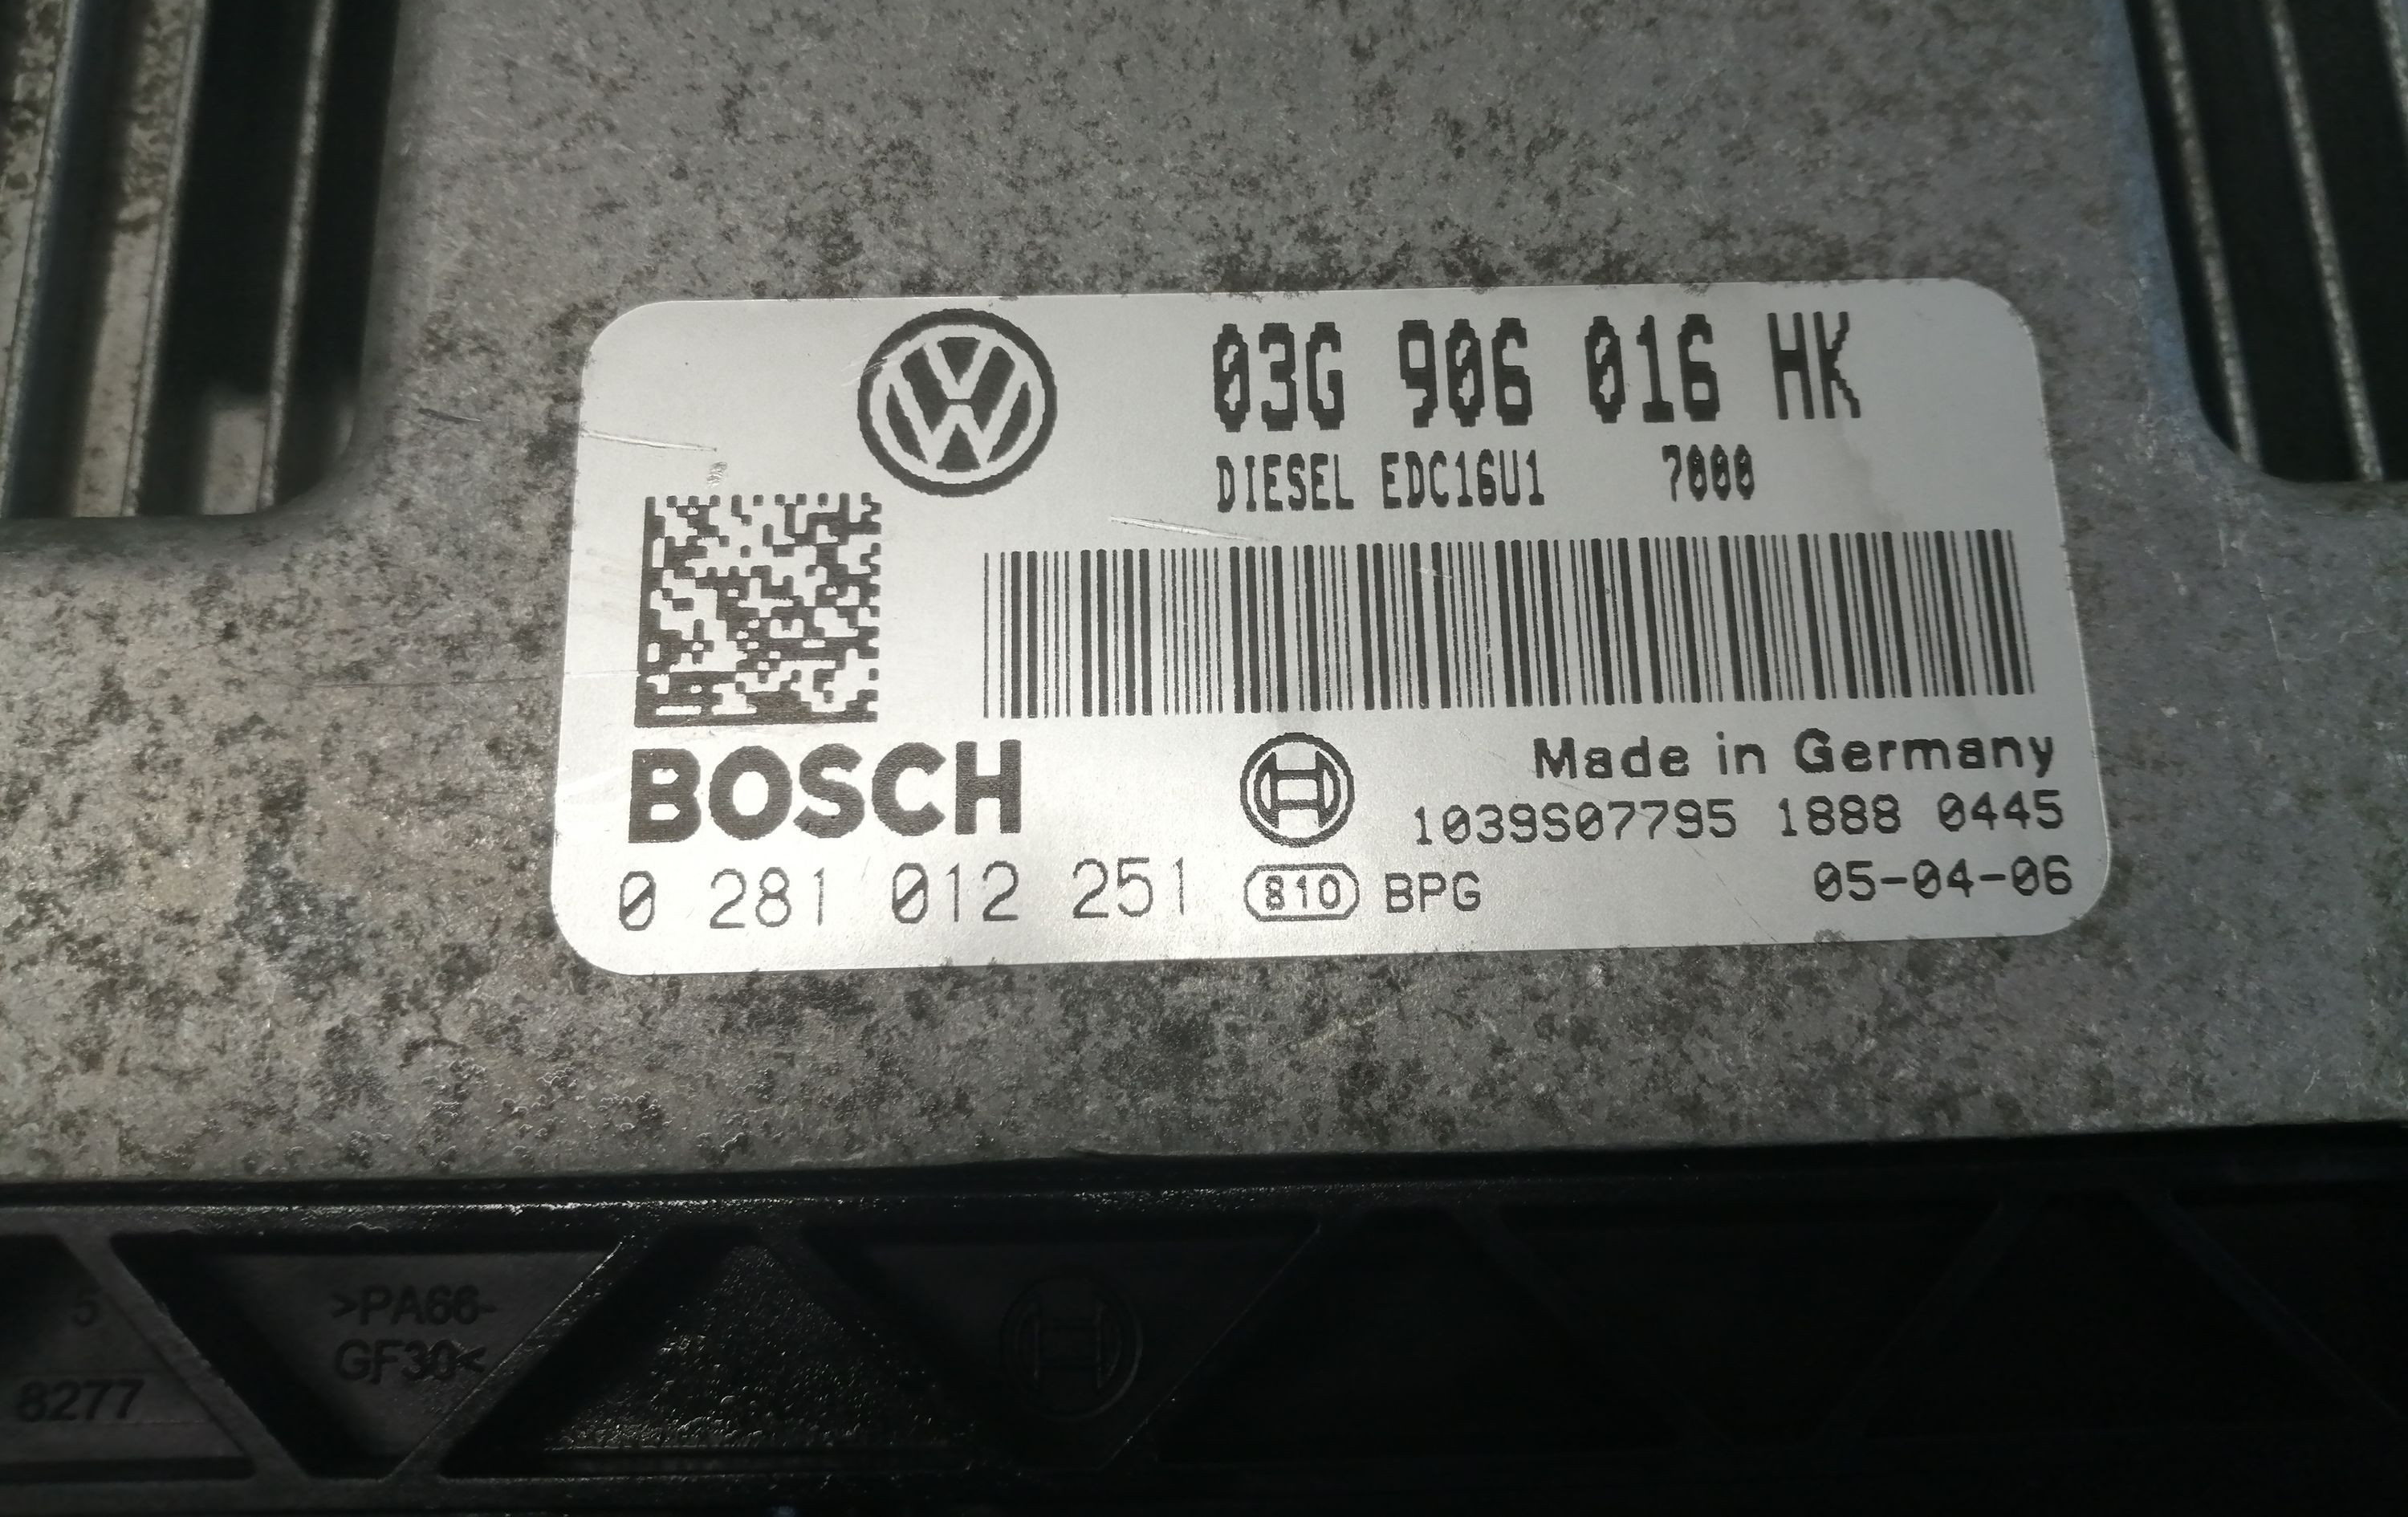 03G 906 016 HK
DIESEL EDC16U1 7000
BOSCH
Made in Germany
1039S07795 1888 0445
0 281 012 251 810 BPG 05-04-06
5
>PA66-
GF30<
8277